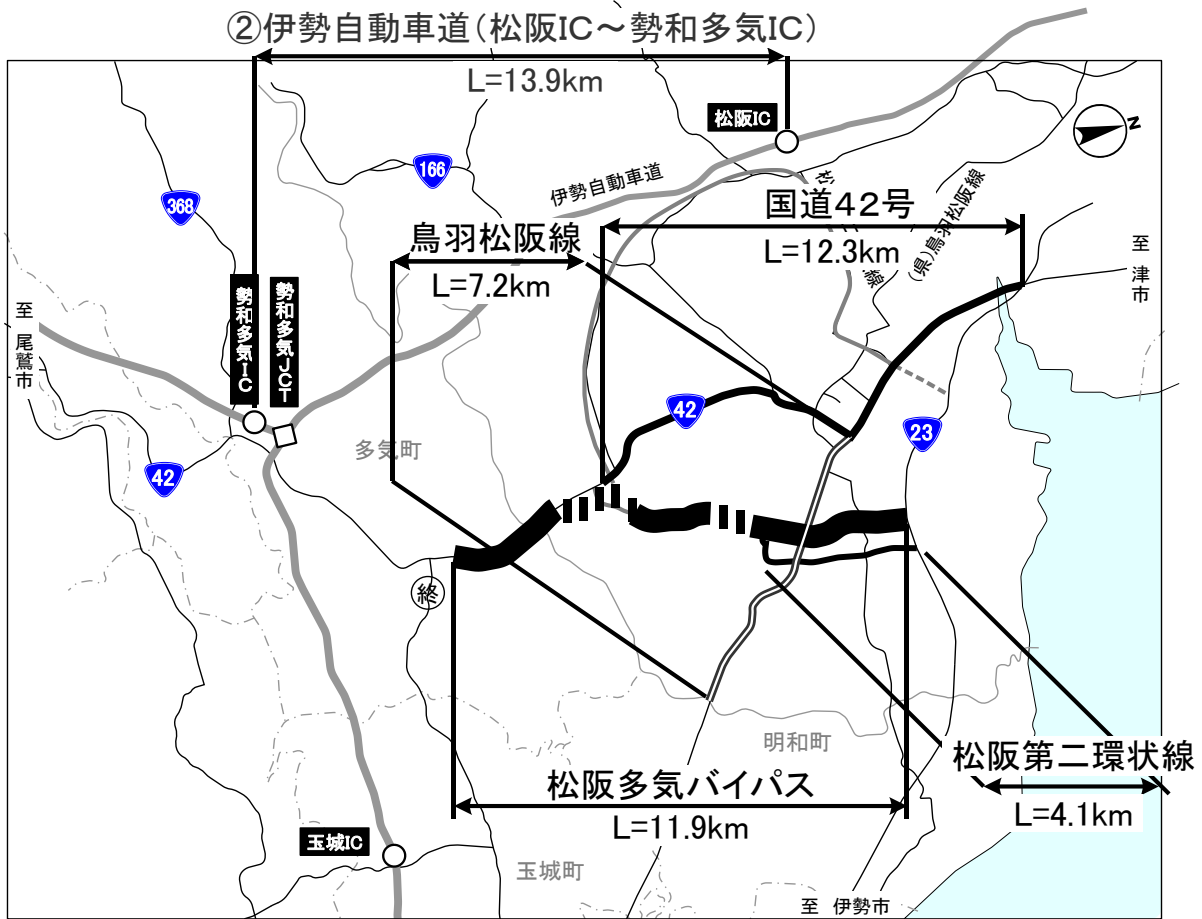 ②伊勢自動車道(松阪IC～勢和多気IC)
L=13.9km
松阪IC
N
166
伊勢自動車道
368
国道42号
L=12.3km
鳥羽松阪線
L=7.2km
(県)鳥羽松阪線
至 津市
勢和多気IC
勢和多気JCT
至 尾鷲市
42
23
多気町
42
終
明和町
松阪第二環状線
L=4.1km
松阪多気バイパス
L=11.9km
玉城IC
玉城町
至 伊勢市